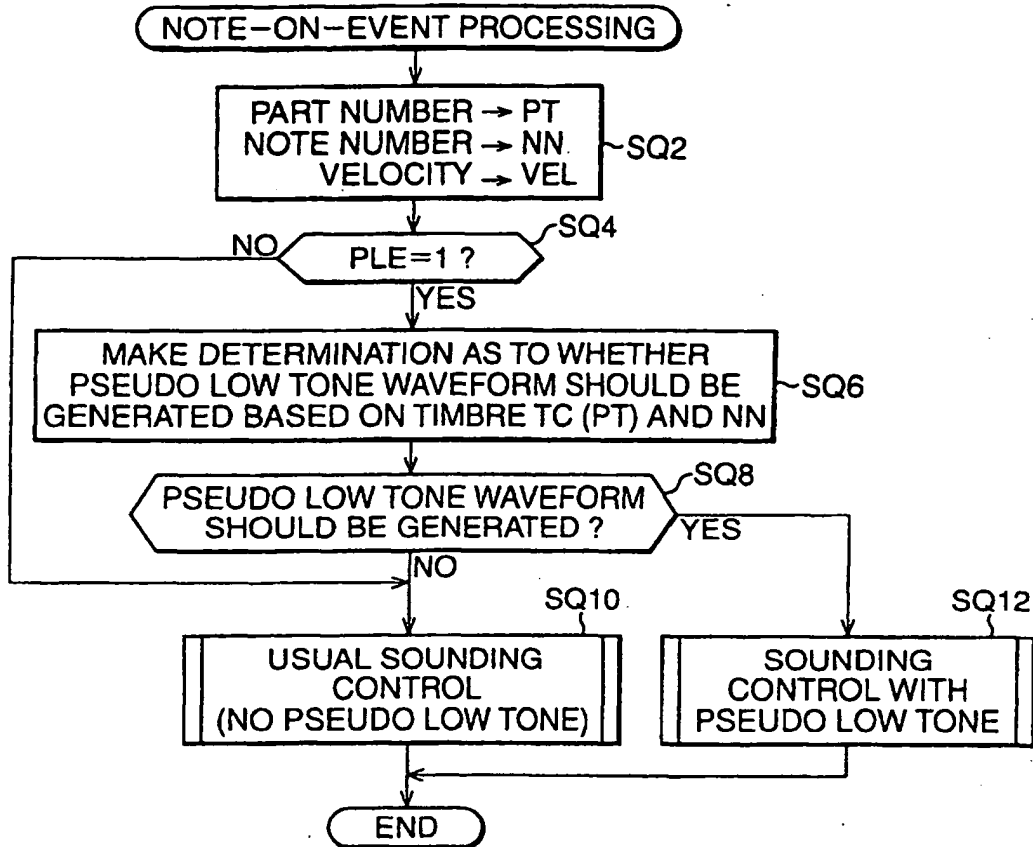 NOTE-ON-EVENT PROCESSING
PART NUMBER → PT
NOTE NUMBER → NN
VELOCITY → VEL
SQ2
SQ4
PLE=1 ?
NO
YES
MAKE DETERMINATION AS TO WHETHER
PSEUDO LOW TONE WAVEFORM SHOULD BE
GENERATED BASED ON TIMBRE TC (PT) AND NN
SQ6
SQ8
PSEUDO LOW TONE WAVEFORM
SHOULD BE GENERATED ?
YES
NO
SQ10
USUAL SOUNDING
CONTROL
(NO PSEUDO LOW TONE)
SQ12
SOUNDING
CONTROL WITH
PSEUDO LOW TONE
END